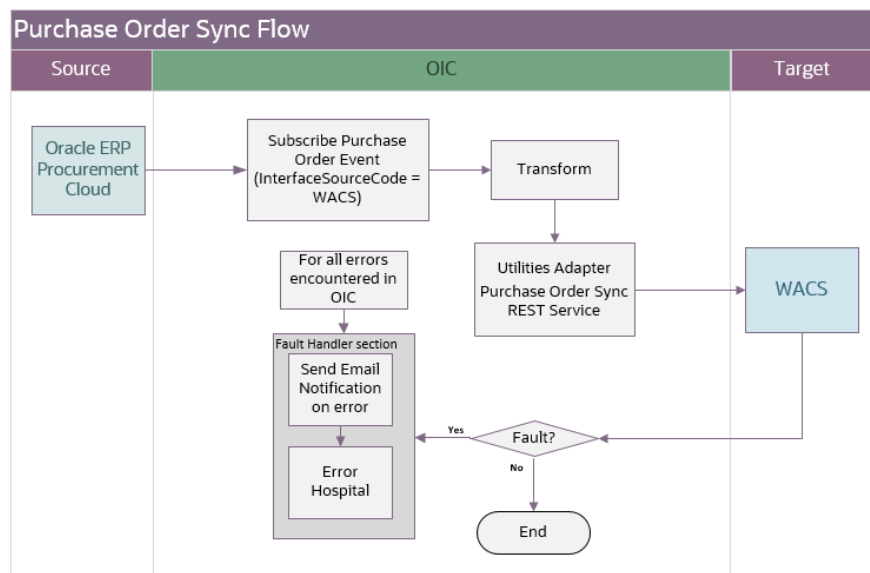 Purchase Order Sync Flow
Source
OIC
Target
Oracle ERP
Procurement
Cloud
Subscribe Purchase
Order Event
(InterfaceSourceCode =
WACS)
Transform
For all errors
encountered in
OIC
Utilities Adapter
Purchase Order Sync
REST Service
WACS
Fault Handler section
Send Email
Notification
on error
Error
Hospital
Yes
Fault?
No
End